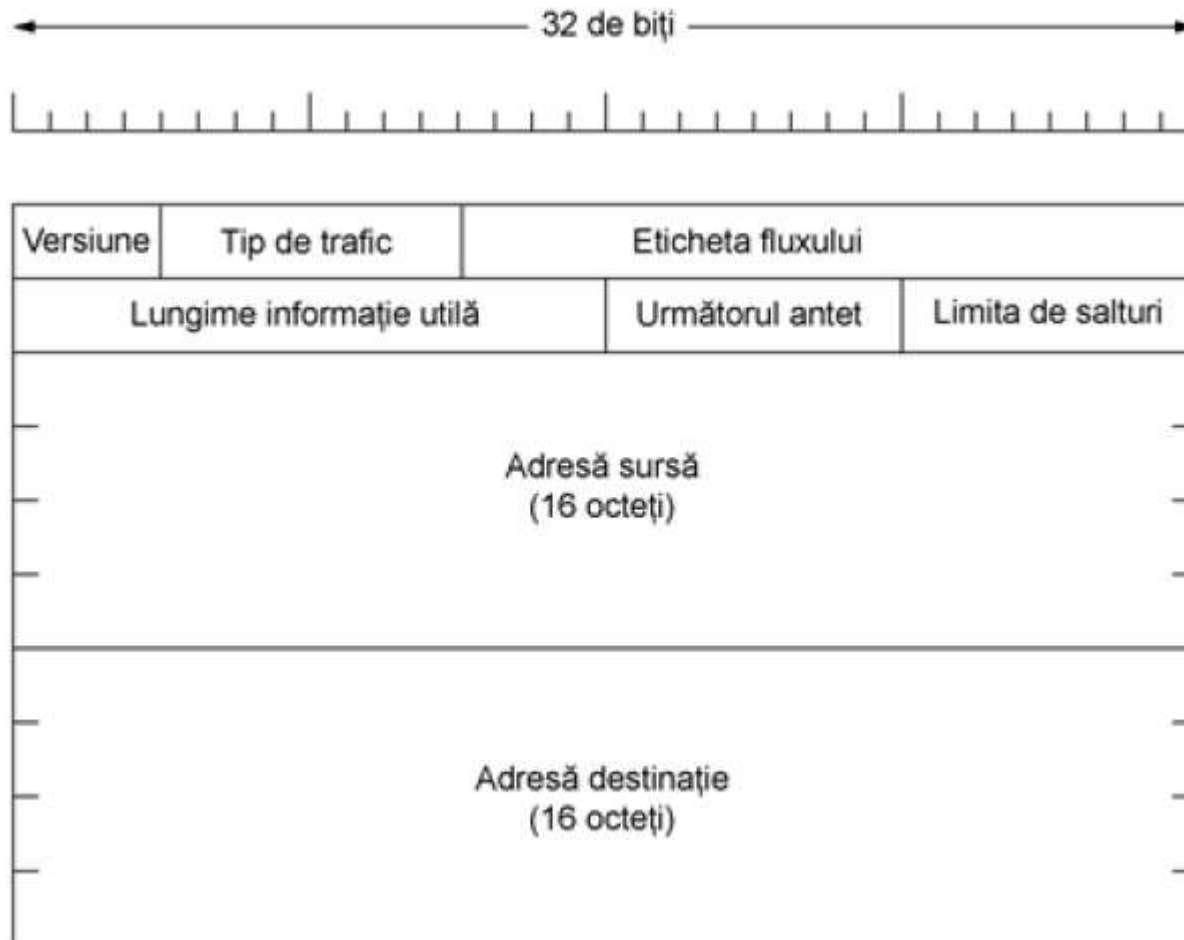 32 de biți
Versiune
Tip de trafic
Eticheta fluxului
Lungime informație utilă
Următorul antet
Limita de salturi
Adresă sursă
(16 octeți)
Adresă destinație
(16 octeți)